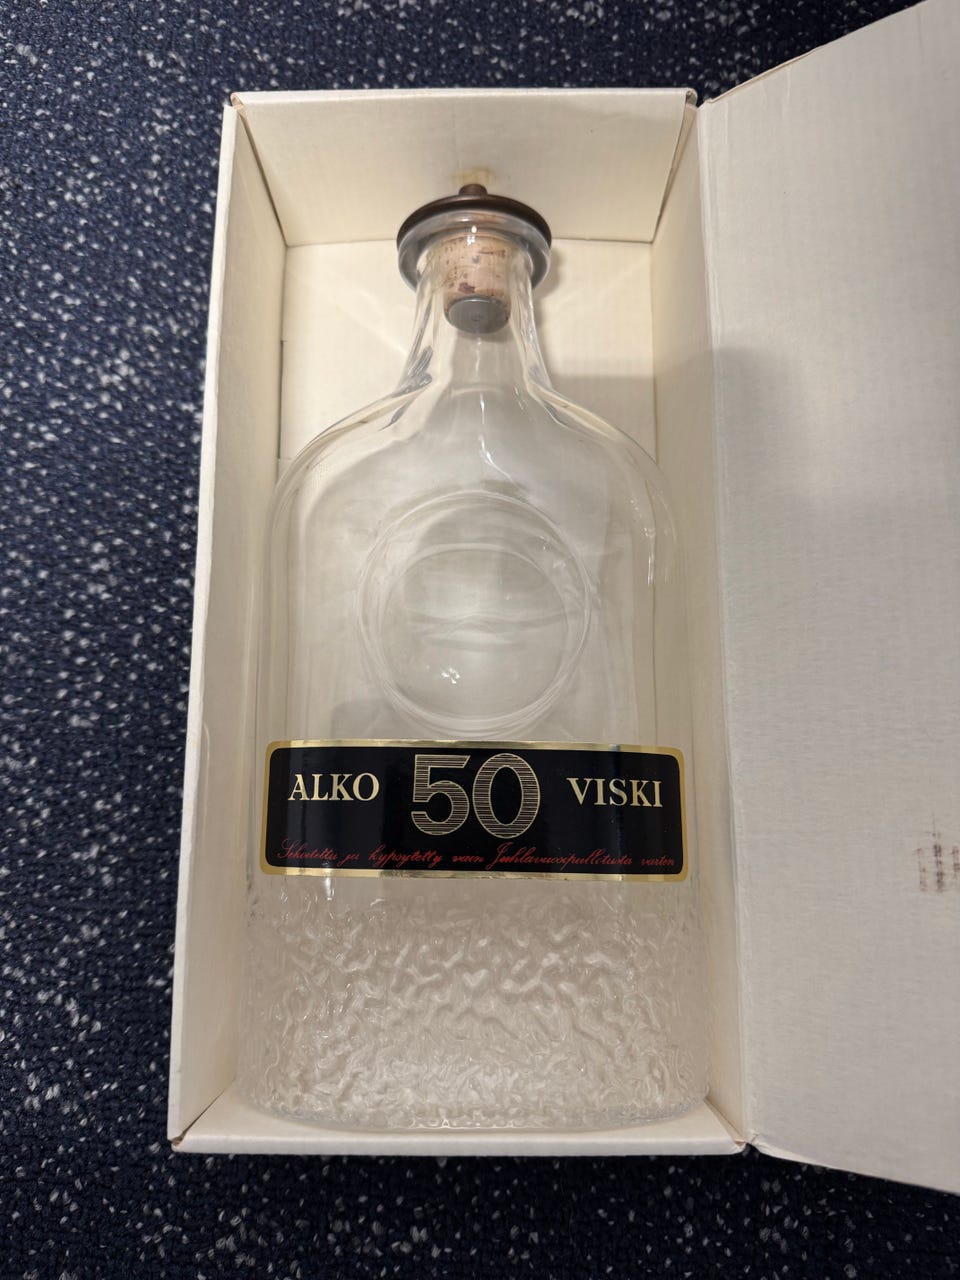 ALKO 50 VISKI
Sekoitettu ja kypsytetty vain Juhlavuosipullotusta varten